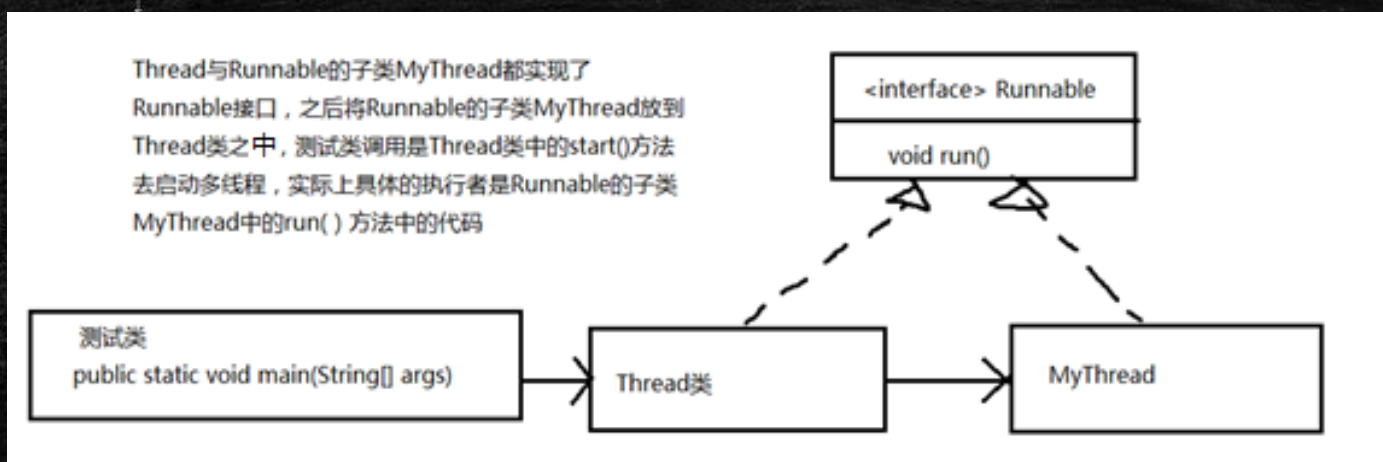 Thread与Runnable的子类MyThread都实现了
Runnable接口，之后将Runnable的子类MyThread放到
Thread类之中，测试类调用是Thread类中的start()方法
去启动多线程，实际上具体的执行者是Runnable的子类
MyThread中的run( ) 方法中的代码
<interface> Runnable
void run()
测试类
public static void main(String[] args)
Thread类
MyThread